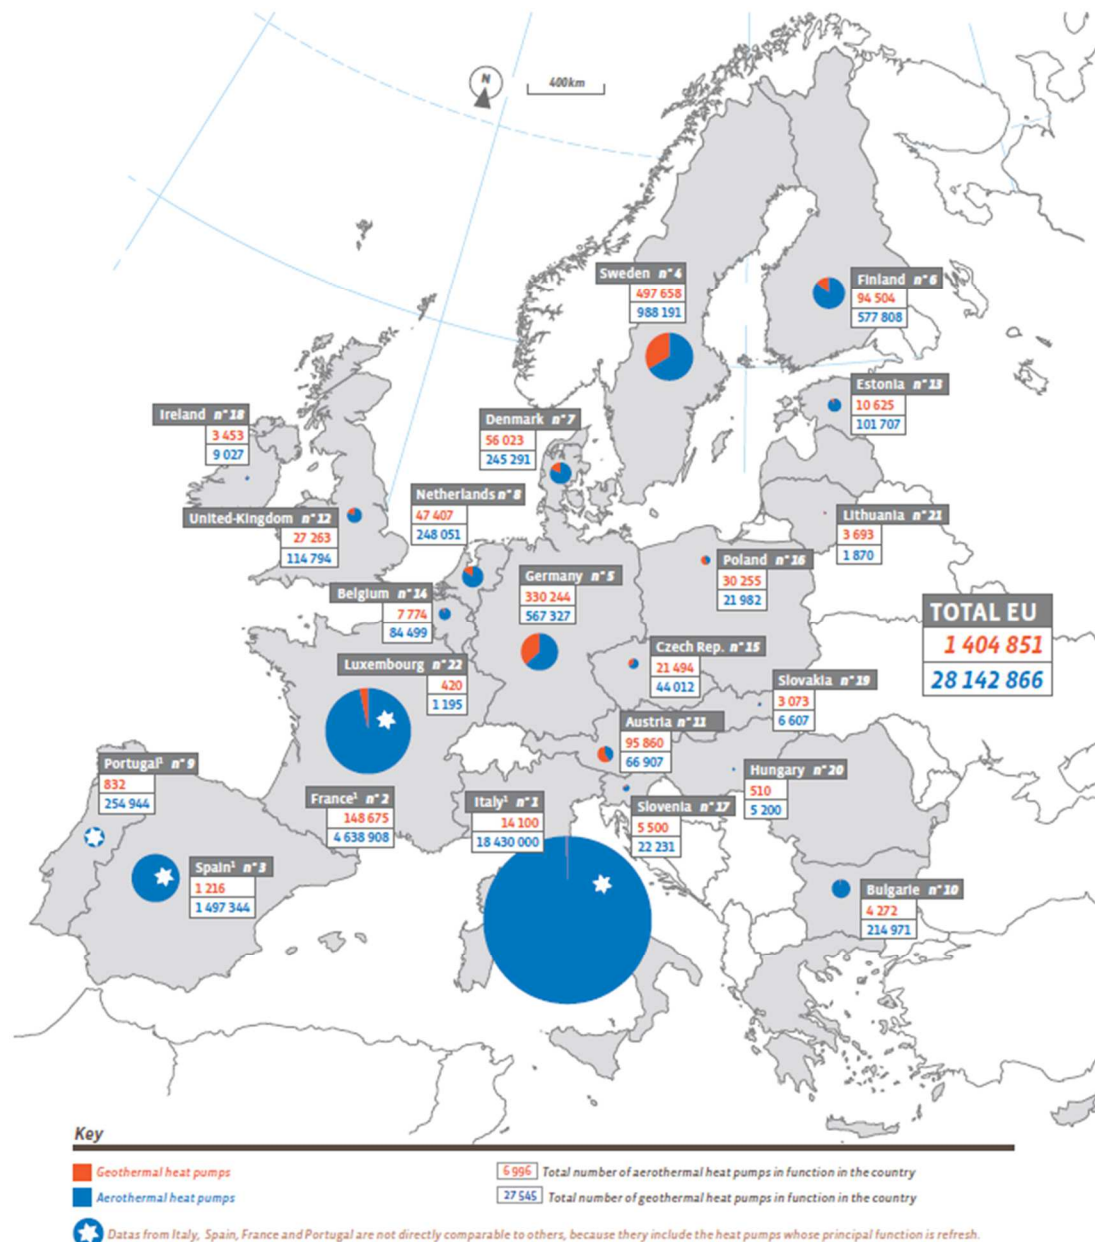 N
400km
Sweden n°4
497 658
988 191
Finland n°6
94 504
577 808
Estonia n°13
10 625
101 707
Ireland n°18
3 453
9 027
Denmark n°7
56 023
245 291
Netherlands n°8
47 407
248 051
United-Kingdom n°12
27 263
114 794
Lithuania n°21
3 693
1 870
Poland n°16
30 255
21 982
Germany n°5
330 244
567 327
Belgium n°14
7 774
84 499
TOTAL EU
1 404 851
28 142 866
Czech Rep. n°15
21 494
44 012
Luxembourg n°22
420
1 195
Slovakia n°19
3 073
6 607
Austria n°11
95 860
66 907
Portugal¹ n°9
832
254 944
Hungary n°20
510
5 200
France¹ n°2
148 675
4 638 908
Italy¹ n°1
14 100
18 430 000
Slovenia n°17
5 500
22 231
Spain¹ n°3
1 216
1 497 344
Bulgarie n°10
4 272
214 971
Key
Geothermal heat pumps
6 996 Total number of aerothermal heat pumps in function in the country
Aerothermal heat pumps
27 545 Total number of geothermal heat pumps in function in the country
Datas from Italy, Spain, France and Portugal are not directly comparable to others, because thery include the heat pumps whose principal function is refresh.